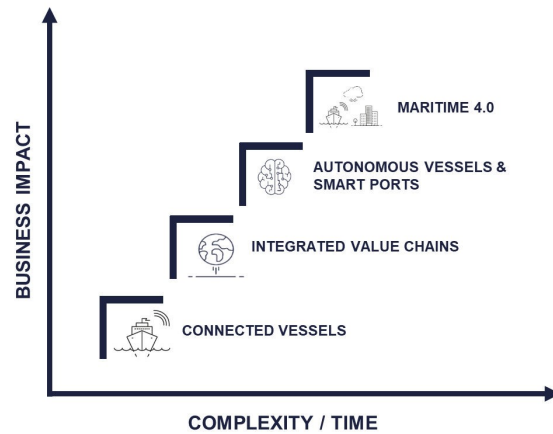 BUSINESS IMPACT
MARITIME 4.0
AUTONOMOUS VESSELS &
SMART PORTS
INTEGRATED VALUE CHAINS
CONNECTED VESSELS
COMPLEXITY / TIME